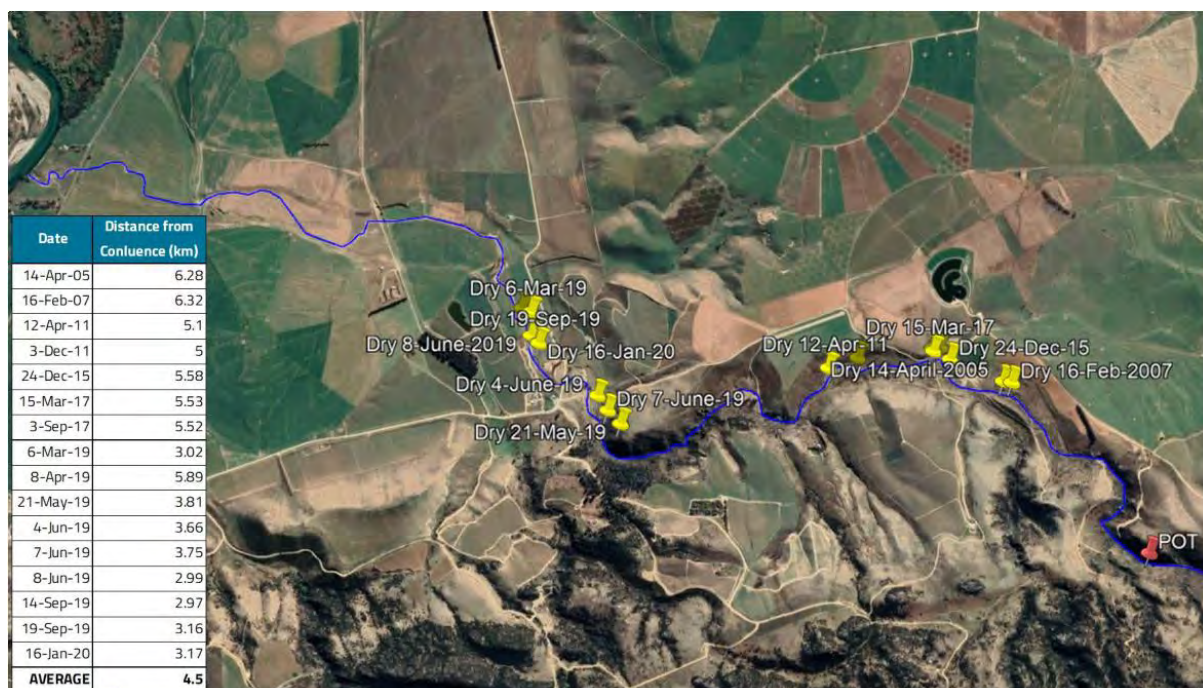 Date Distance from Conluence (km)
14-Apr-05 6.28
16-Feb-07 6.32
12-Apr-11 5.1
3-Dec-11 5
24-Dec-15 5.58
15-Mar-17 5.53
3-Sep-17 5.52
6-Mar-19 3.02
8-Apr-19 5.89
21-May-19 3.81
4-Jun-19 3.66
7-Jun-19 3.75
8-Jun-19 2.99
14-Sep-19 2.97
19-Sep-19 3.16
16-Jan-20 3.17
AVERAGE 4.5
Dry 6-Mar-19
Dry 19-Sep-19
Dry 8-June-2019
Dry 16-Jan-20
Dry 4-June-19
Dry 7-June-19
Dry 21-May-19
Dry 15-Mar-17
Dry 12-Apr-11
Dry 24-Dec-15
Dry 14-April-2005
Dry 16-Feb-2007
POT